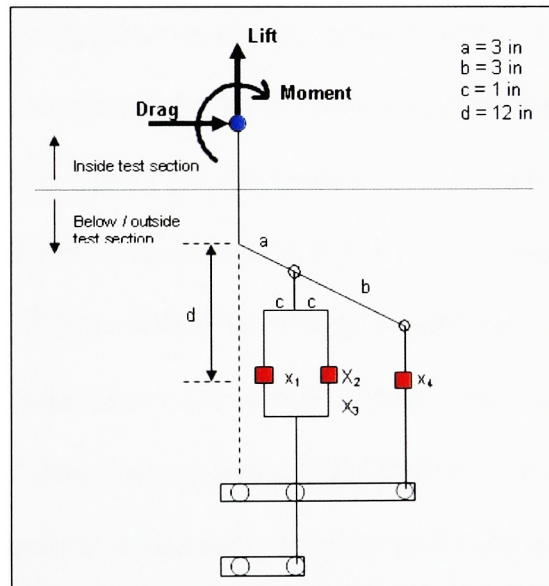 Lift
a = 3 in
b = 3 in
c = 1 in
d = 12 in
Moment
Drag
Inside test section
Below / outside
test section
a
b
d
c c
X1
X2
X3
X4